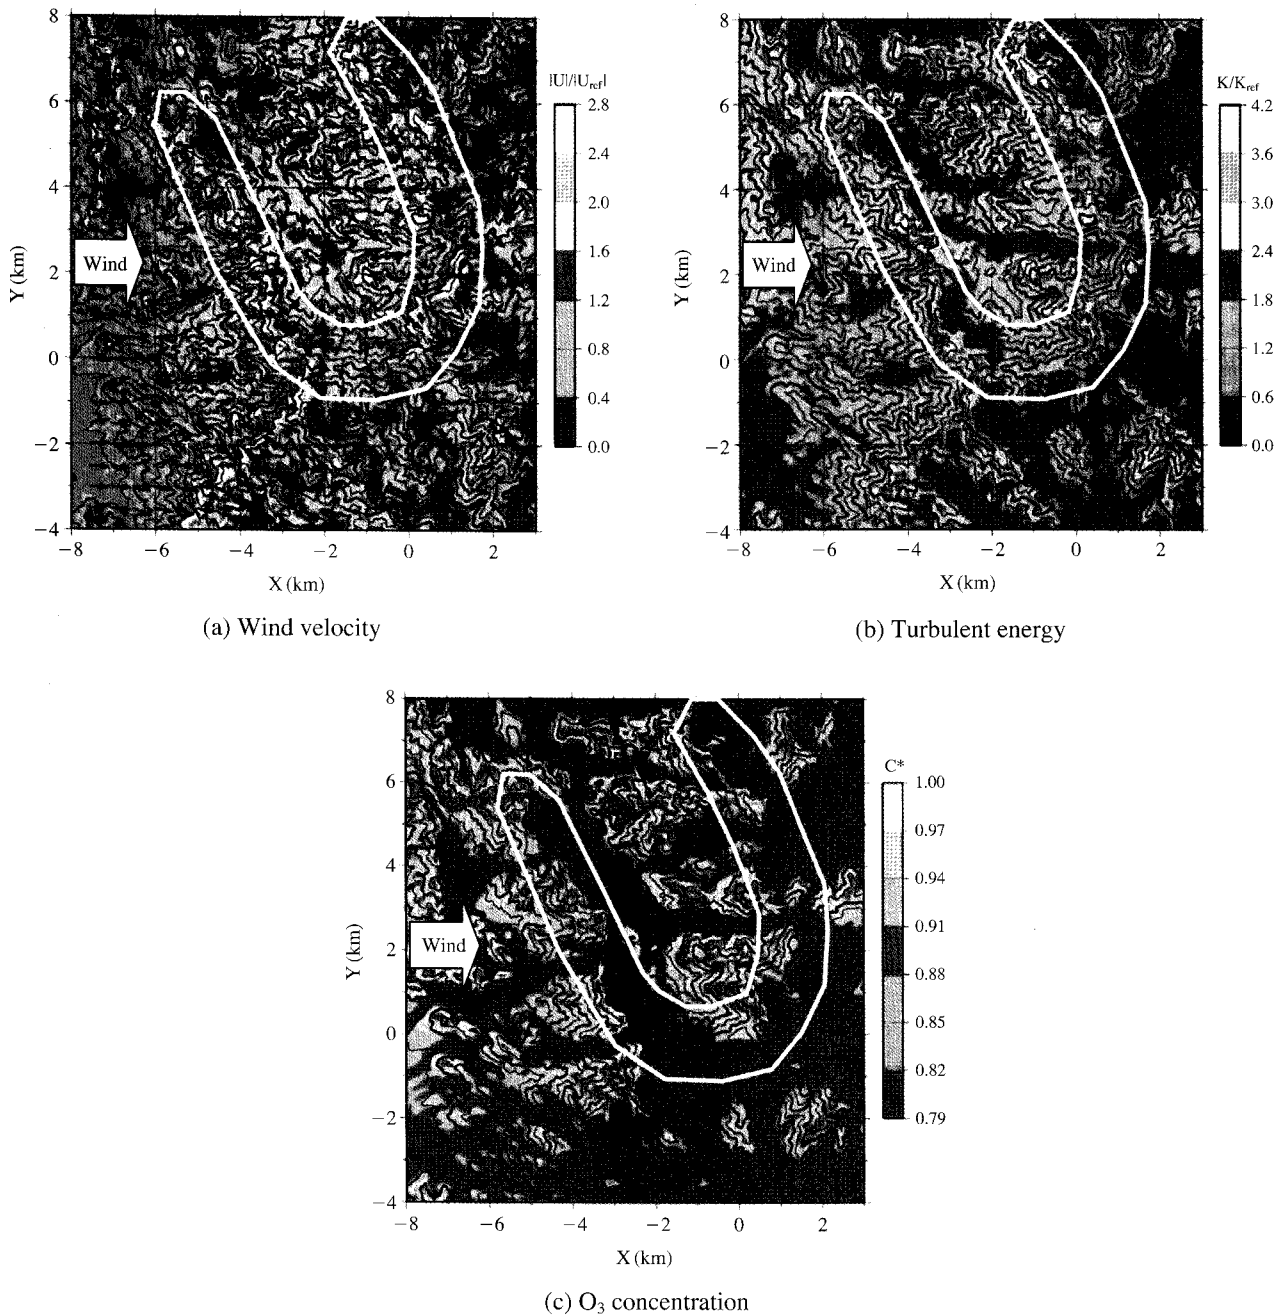 |U|/|U_ref|
8
6
4
2
0
−2
−4
Y (km)
Wind
2.8
2.4
2.0
1.6
1.2
0.8
0.4
0.0
−8 −6 −4 −2 0 2
X (km)
(a) Wind velocity
K/K_ref
8
6
4
2
0
−2
−4
Y (km)
Wind
4.2
3.6
3.0
2.4
1.8
1.2
0.6
0.0
−8 −6 −4 −2 0 2
X (km)
(b) Turbulent energy
C*
8
6
4
2
0
−2
−4
Y (km)
Wind
1.00
0.97
0.94
0.91
0.88
0.85
0.82
0.79
−8 −6 −4 −2 0 2
X (km)
(c) O₃ concentration